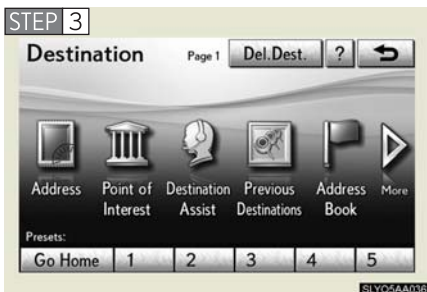 STEP 3
Destination Page 1 Del.Dest. ?
Address Point of Interest Destination Assist Previous Destinations Address Book More
Presets:
Go Home 1 2 3 4 5
SLYO5AA036